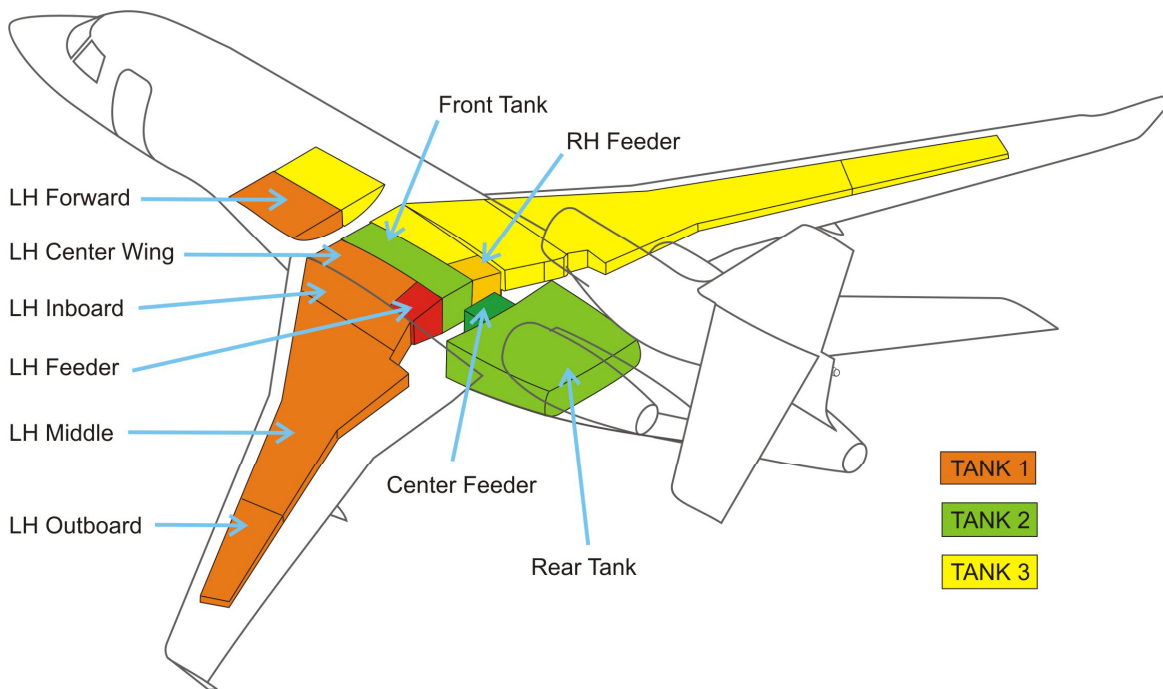 Front Tank
RH Feeder
LH Forward
LH Center Wing
LH Inboard
LH Feeder
LH Middle
Center Feeder
LH Outboard
Rear Tank
TANK 1
TANK 2
TANK 3